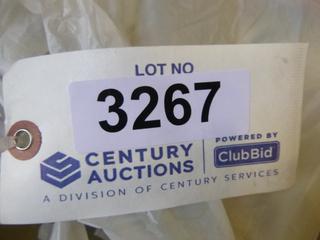 LOT NO
3267
CENTURY AUCTIONS
POWERED BY
ClubBid
A DIVISION OF CENTURY SERVICES